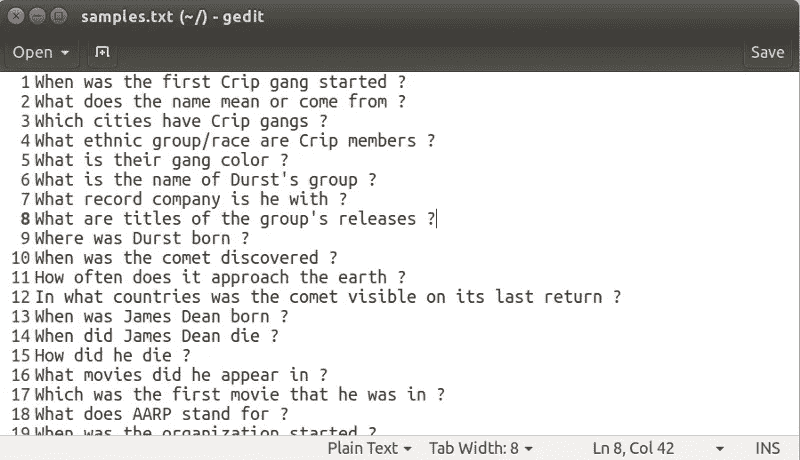 samples.txt (~/) - gedit
Open Save
1 When was the first Crip gang started ?
2 What does the name mean or come from ?
3 Which cities have Crip gangs ?
4 What ethnic group/race are Crip members ?
5 What is their gang color ?
6 What is the name of Durst's group ?
7 What record company is he with ?
8 What are titles of the group's releases ?
9 Where was Durst born ?
10 When was the comet discovered ?
11 How often does it approach the earth ?
12 In what countries was the comet visible on its last return ?
13 When was James Dean born ?
14 When did James Dean die ?
15 How did he die ?
16 What movies did he appear in ?
17 Which was the first movie that he was in ?
18 What does AARP stand for ?
19 When was the organization started ?
Plain Text Tab Width: 8 Ln 8, Col 42 INS